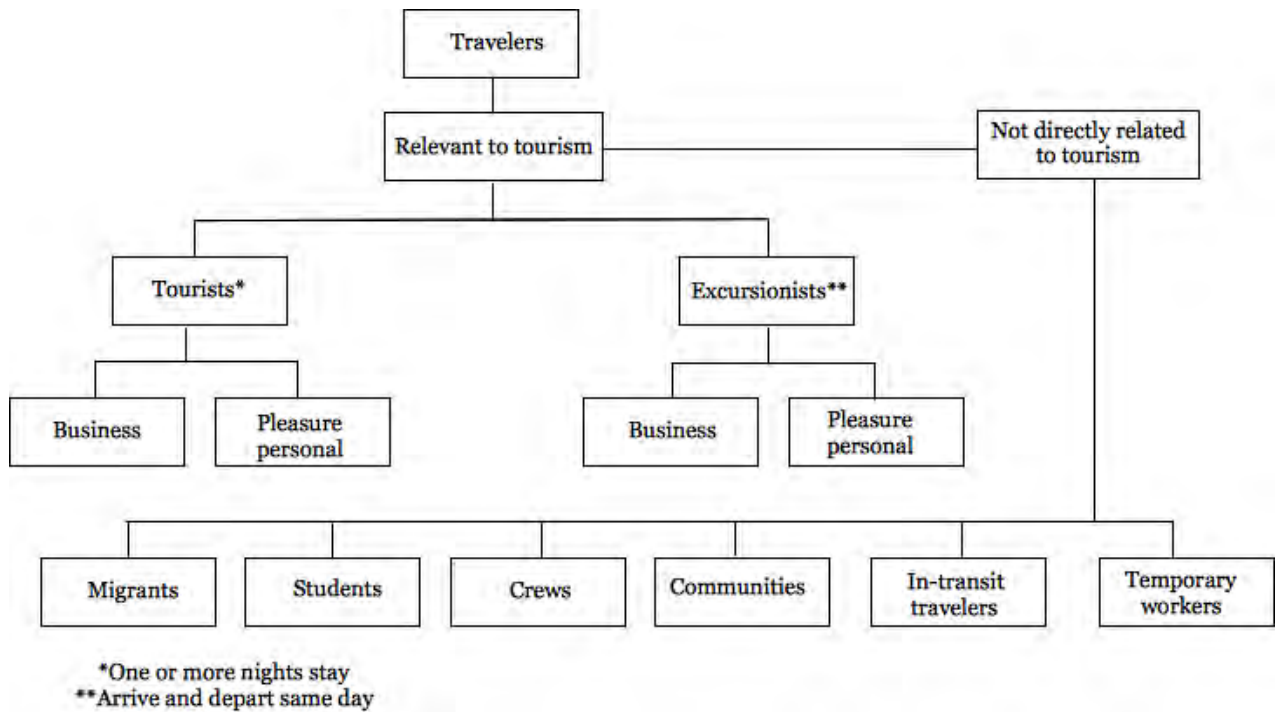 Travelers
Relevant to tourism
Not directly related
to tourism
Tourists*
Excursionists**
Business
Pleasure
personal
Business
Pleasure
personal
Migrants
Students
Crews
Communities
In-transit
travelers
Temporary
workers
*One or more nights stay
**Arrive and depart same day